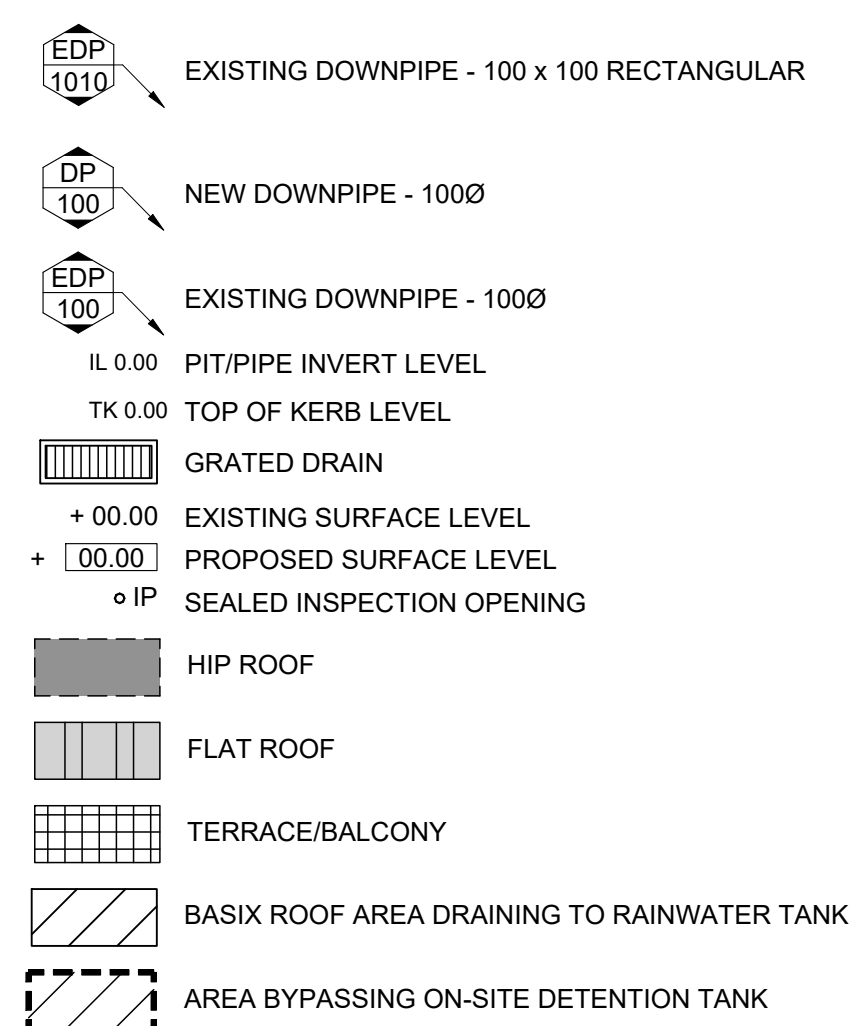 EDP
1010
EXISTING DOWNPIPE - 100 x 100 RECTANGULAR
DP
100
NEW DOWNPIPE - 100Ø
EDP
100
EXISTING DOWNPIPE - 100Ø
IL 0.00 PIT/PIPE INVERT LEVEL
TK 0.00 TOP OF KERB LEVEL
GRATED DRAIN
+ 00.00 EXISTING SURFACE LEVEL
+ 00.00 PROPOSED SURFACE LEVEL
IP SEALED INSPECTION OPENING
HIP ROOF
FLAT ROOF
TERRACE/BALCONY
BASIX ROOF AREA DRAINING TO RAINWATER TANK
AREA BYPASSING ON-SITE DETENTION TANK